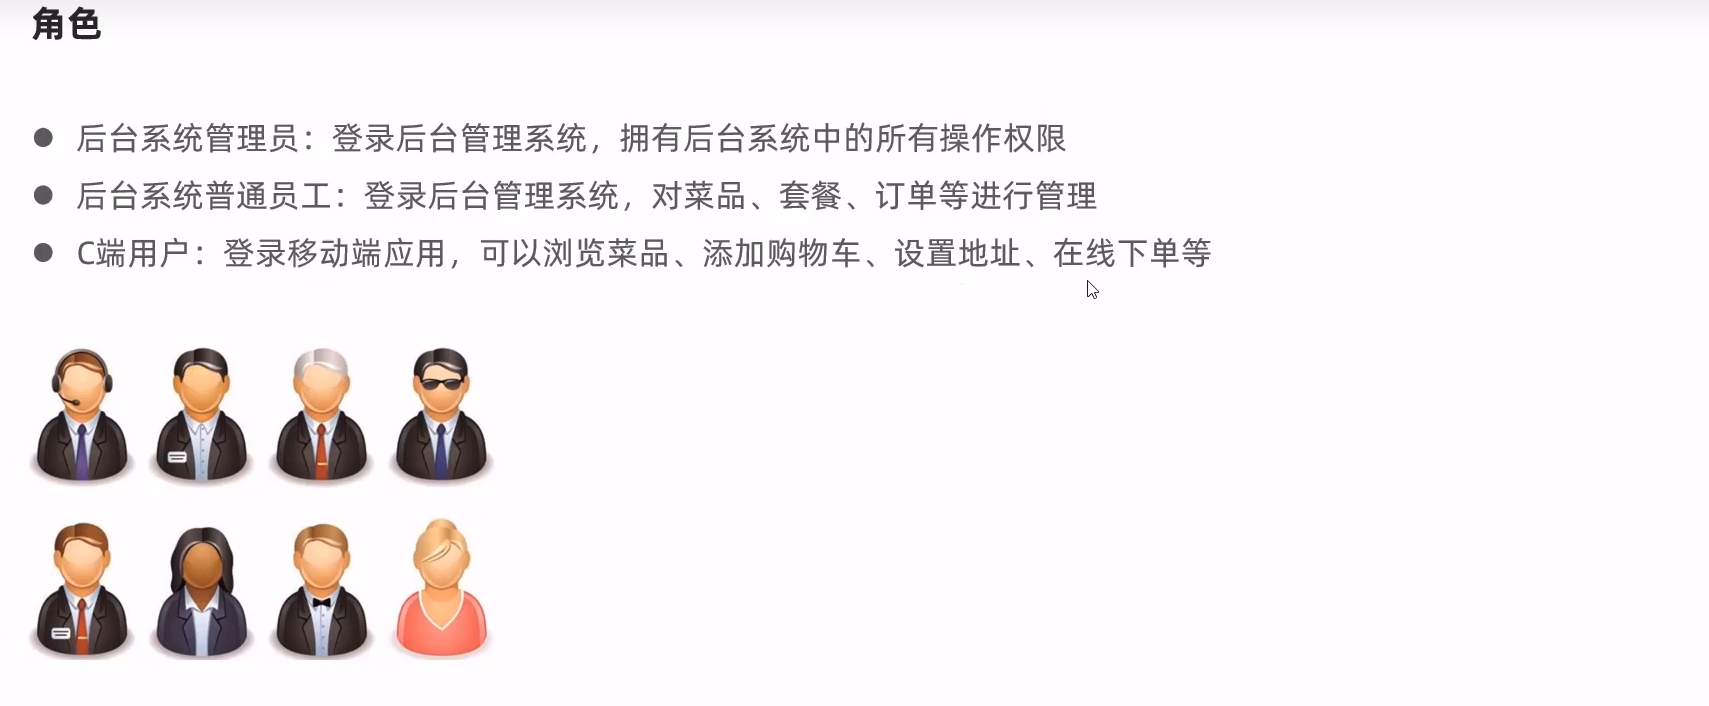 角色
● 后台系统管理员：登录后台管理系统，拥有后台系统中的所有操作权限
● 后台系统普通员工：登录后台管理系统，对菜品、套餐、订单等进行管理
● C端用户：登录移动端应用，可以浏览菜品、添加购物车、设置地址、在线下单等